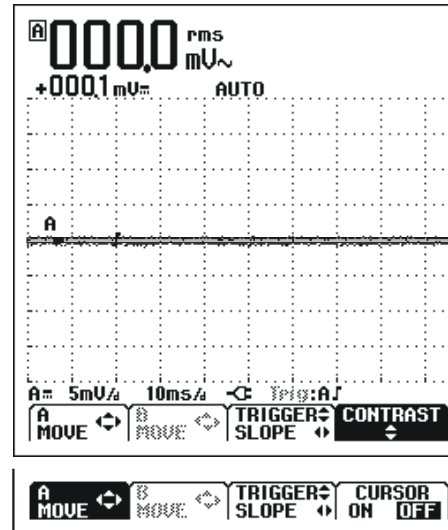 A 000.0 rms mV~
+000.1 mV⎓ AUTO
A
A⎓ 5mV/d 10ms/d Trig:A
A MOVE B MOVE TRIGGER SLOPE CONTRAST
A MOVE B MOVE TRIGGER SLOPE CURSOR ON OFF